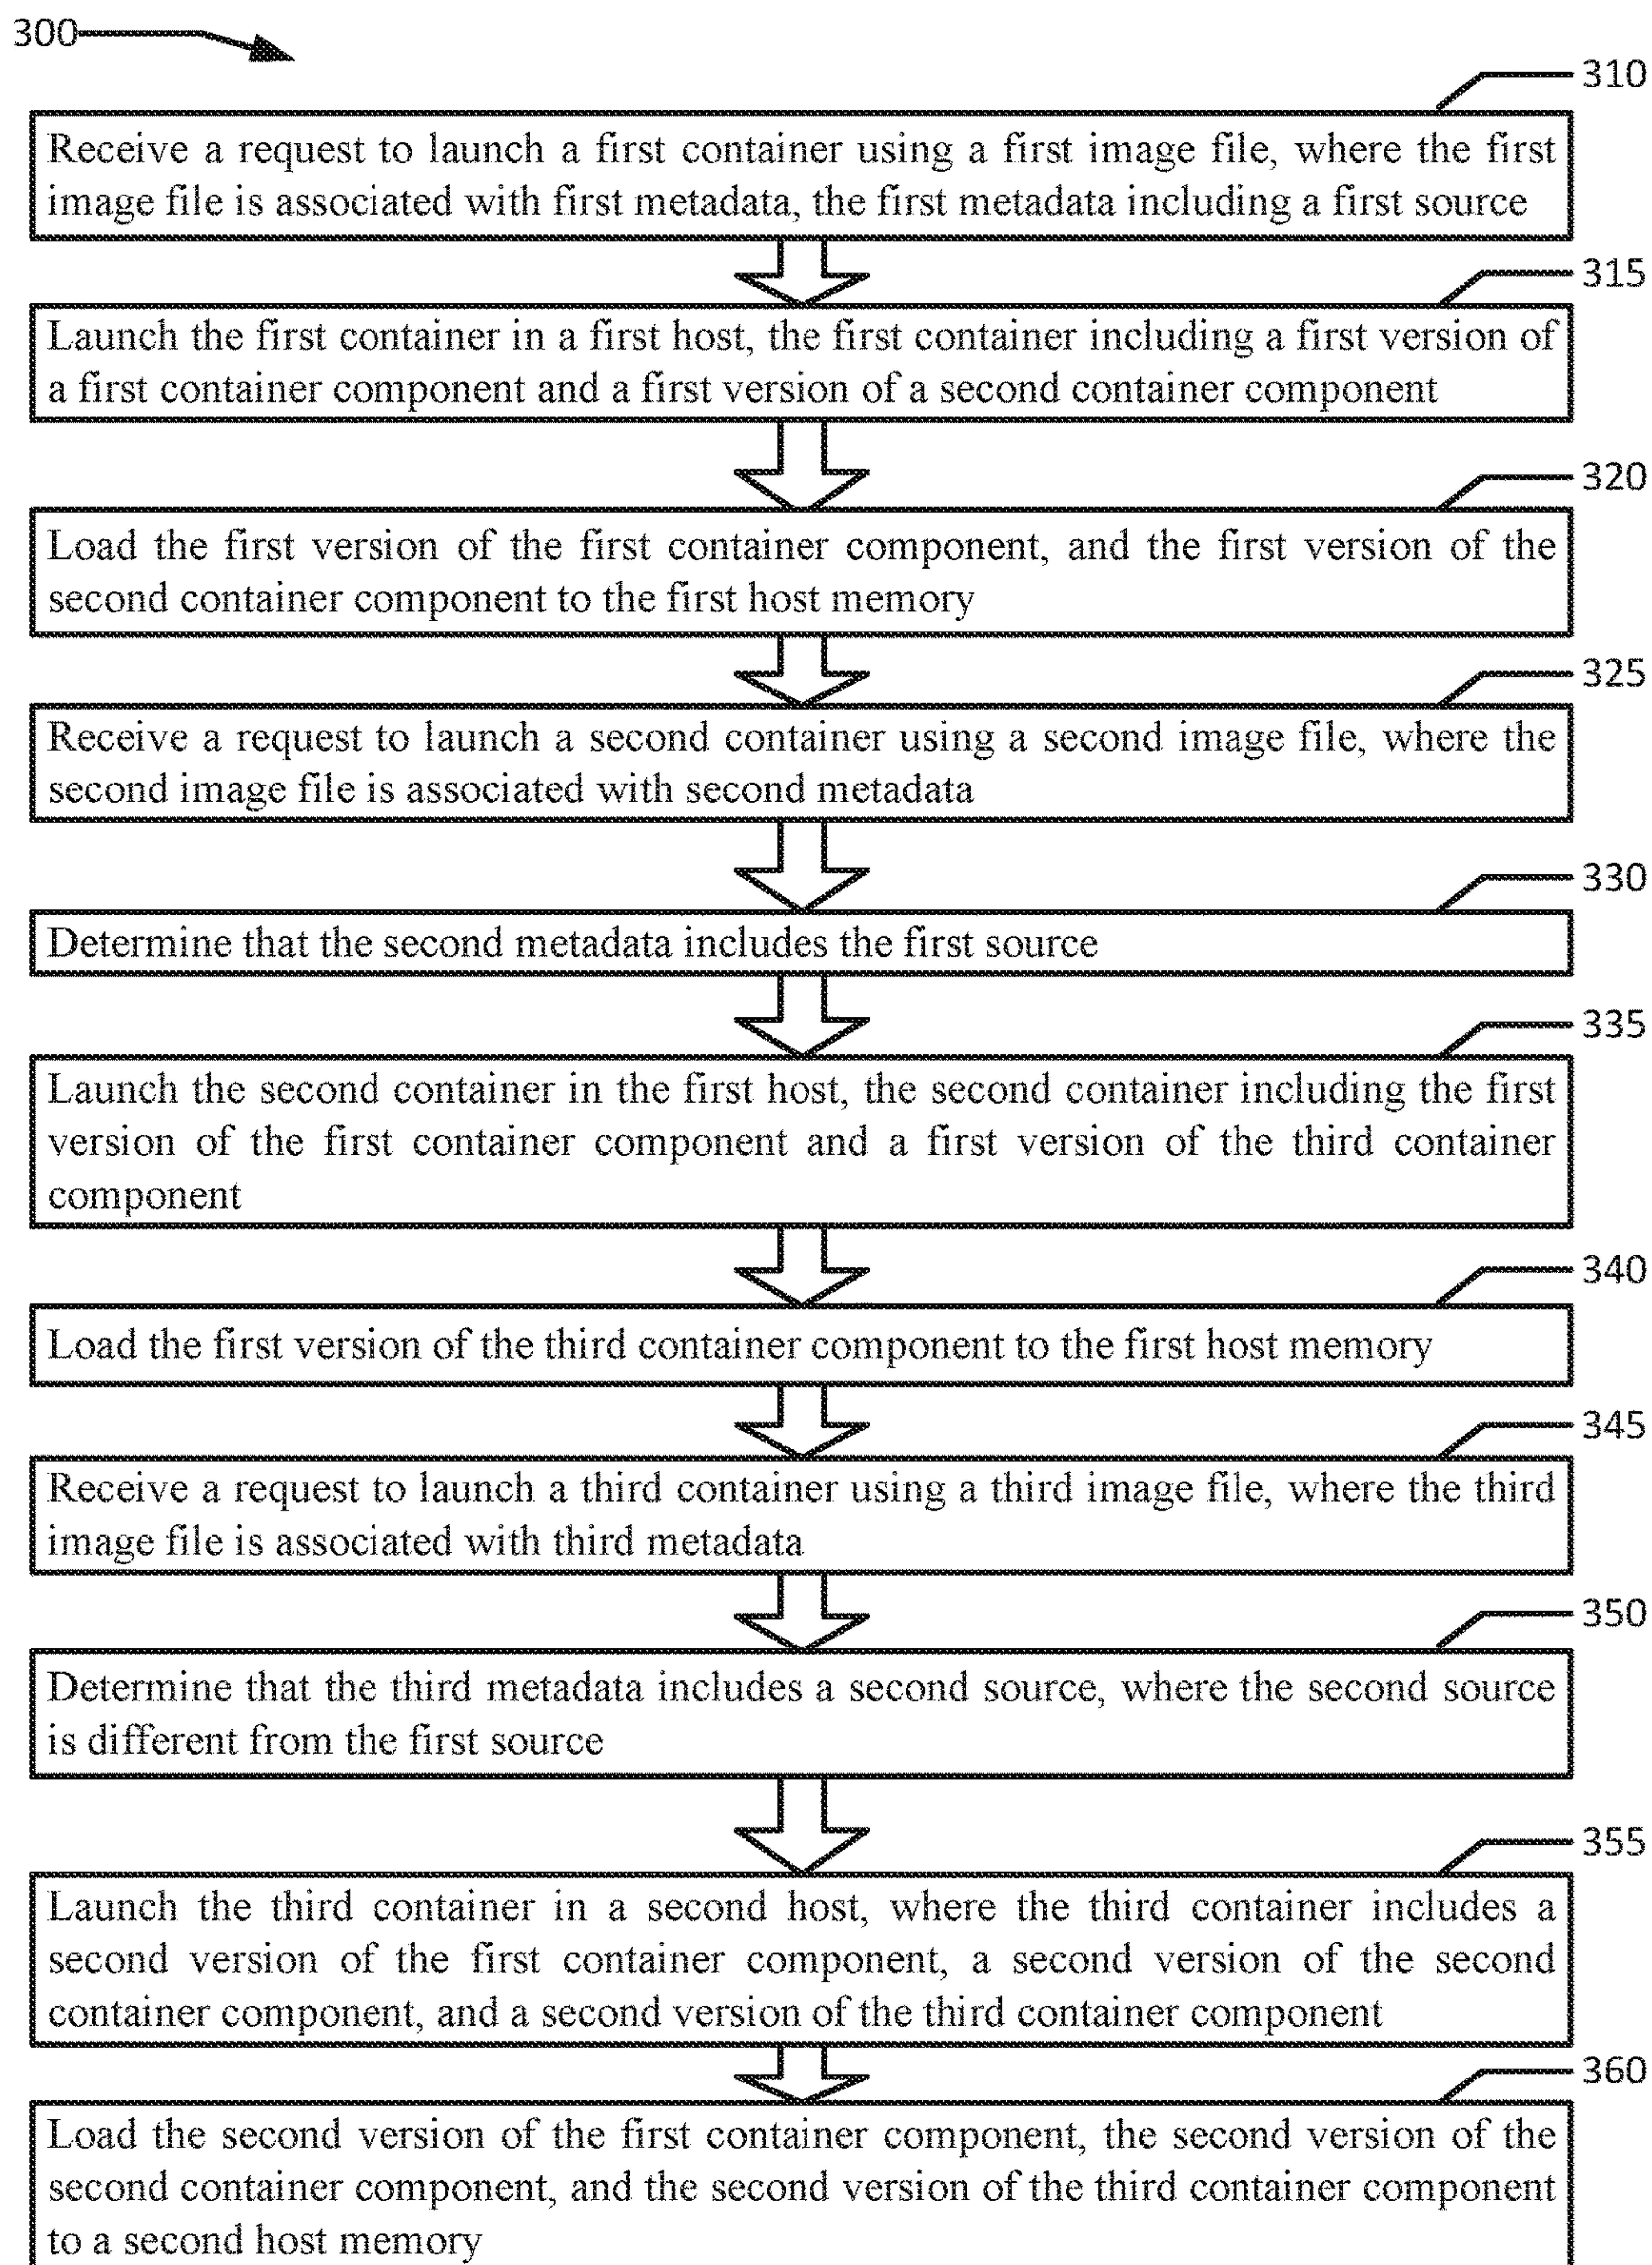 300
310
Receive a request to launch a first container using a first image file, where the first
image file is associated with first metadata, the first metadata including a first source
315
Launch the first container in a first host, the first container including a first version of
a first container component and a first version of a second container component
320
Load the first version of the first container component, and the first version of the
second container component to the first host memory
325
Receive a request to launch a second container using a second image file, where the
second image file is associated with second metadata
330
Determine that the second metadata includes the first source
335
Launch the second container in the first host, the second container including the first
version of the first container component and a first version of the third container
component
340
Load the first version of the third container component to the first host memory
345
Receive a request to launch a third container using a third image file, where the third
image file is associated with third metadata
350
Determine that the third metadata includes a second source, where the second source
is different from the first source
355
Launch the third container in a second host, where the third container includes a
second version of the first container component, a second version of the second
container component, and a second version of the third container component
360
Load the second version of the first container component, the second version of the
second container component, and the second version of the third container component
to a second host memory